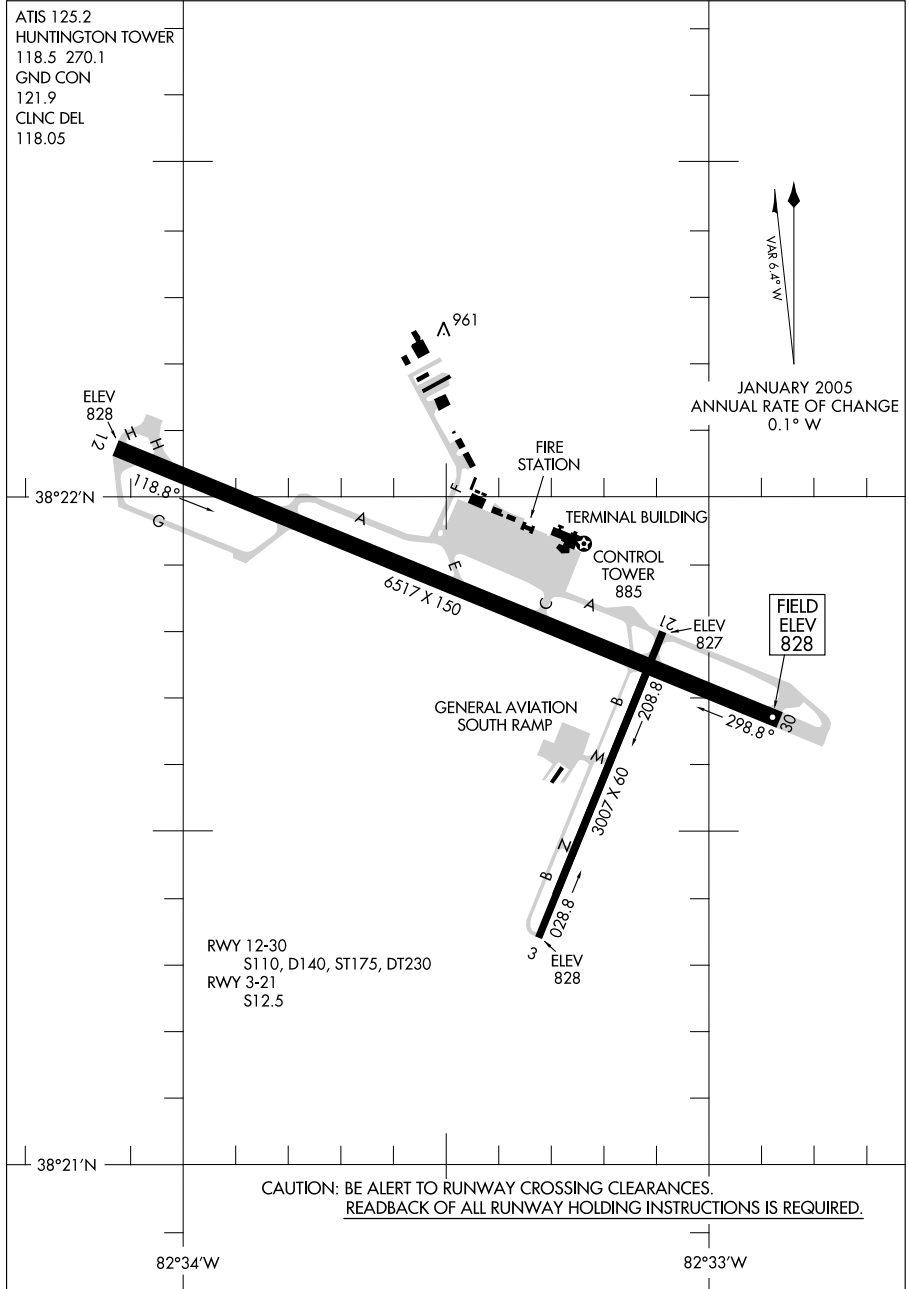 ATIS 125.2
HUNTINGTON TOWER
118.5 270.1
GND CON
121.9
CLNC DEL
118.05
VAR 6.4° W
JANUARY 2005
ANNUAL RATE OF CHANGE
0.1° W
961
ELEV
828
12
H
H
118.8°
38°22'N
G
A
F
FIRE
STATION
TERMINAL BUILDING
CONTROL
TOWER
885
E
6517 X 150
C
A
21
ELEV
827
FIELD
ELEV
828
GENERAL AVIATION
SOUTH RAMP
B
208.8
298.8°
30
M
3007 X 60
N
B
028.8
3
ELEV
828
RWY 12-30
S110, D140, ST175, DT230
RWY 3-21
S12.5
38°21'N
CAUTION: BE ALERT TO RUNWAY CROSSING CLEARANCES.
READBACK OF ALL RUNWAY HOLDING INSTRUCTIONS IS REQUIRED.
82°34'W
82°33'W